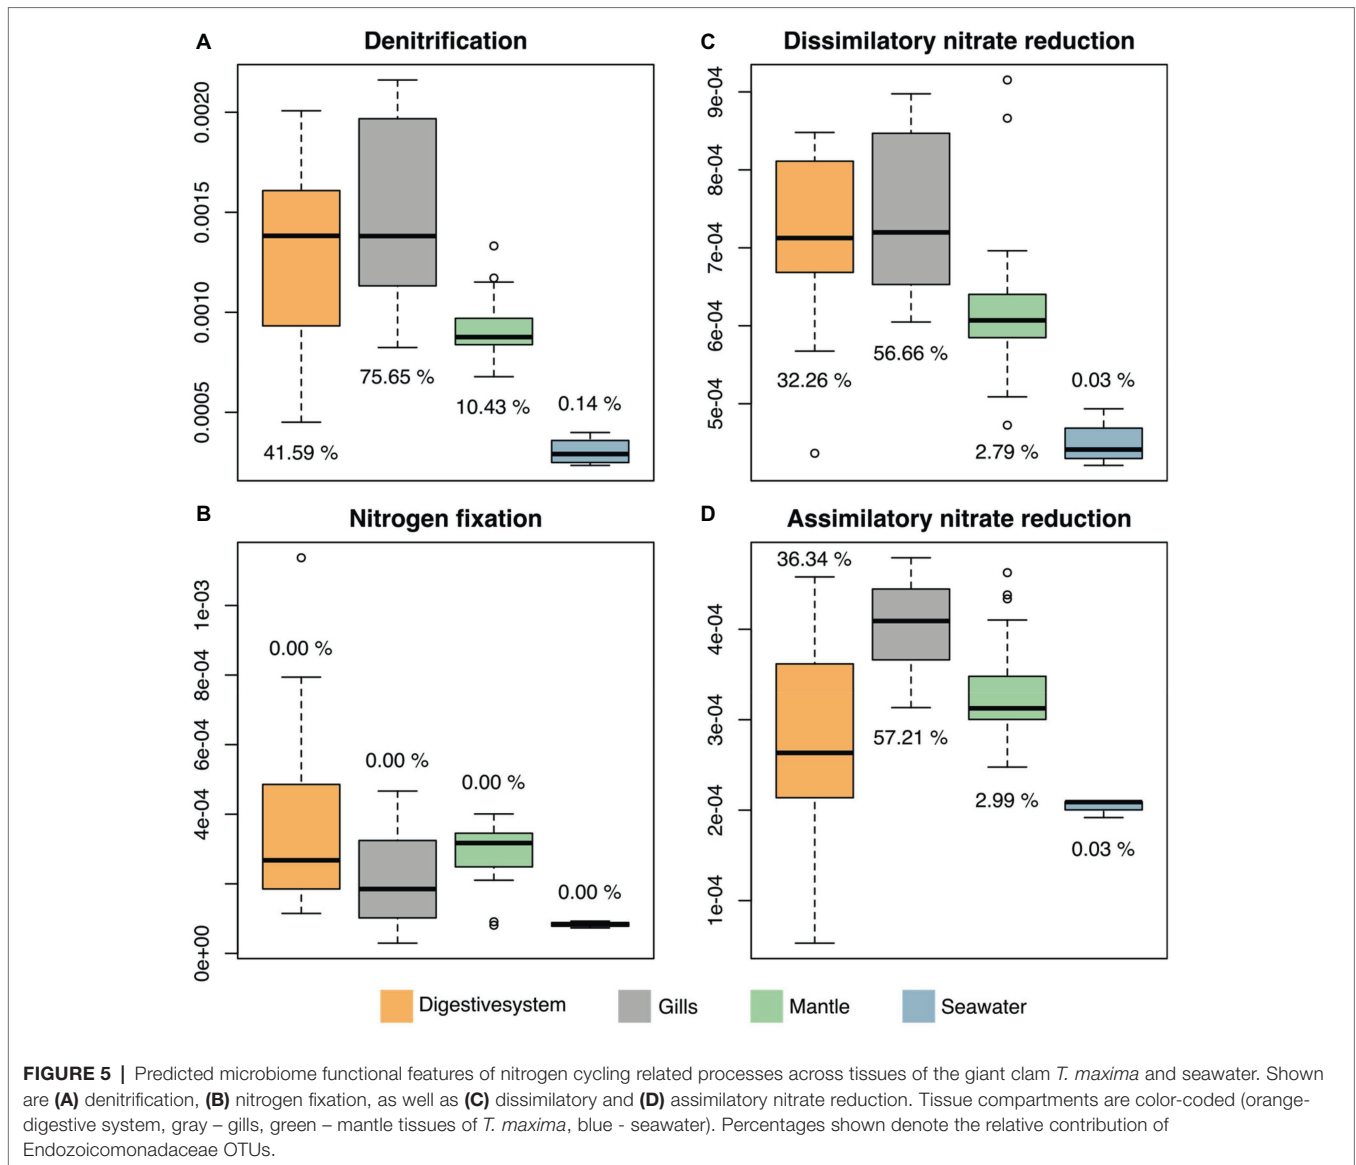 A
Denitrification
0.0020
0.0015
0.0010
0.0005
41.59 %
75.65 %
10.43 %
0.14 %
C
Dissimilatory nitrate reduction
9e-04
8e-04
7e-04
6e-04
5e-04
32.26 %
56.66 %
2.79 %
0.03 %
B
Nitrogen fixation
1e-03
8e-04
6e-04
4e-04
0e+00
0.00 %
0.00 %
0.00 %
0.00 %
D
Assimilatory nitrate reduction
4e-04
3e-04
2e-04
1e-04
36.34 %
57.21 %
2.99 %
0.03 %
Digestivesystem
Gills
Mantle
Seawater
FIGURE 5 | Predicted microbiome functional features of nitrogen cycling related processes across tissues of the giant clam T. maxima and seawater. Shown
are (A) denitrification, (B) nitrogen fixation, as well as (C) dissimilatory and (D) assimilatory nitrate reduction. Tissue compartments are color-coded (orange-
digestive system, gray – gills, green – mantle tissues of T. maxima, blue - seawater). Percentages shown denote the relative contribution of
Endozoicomonadaceae OTUs.